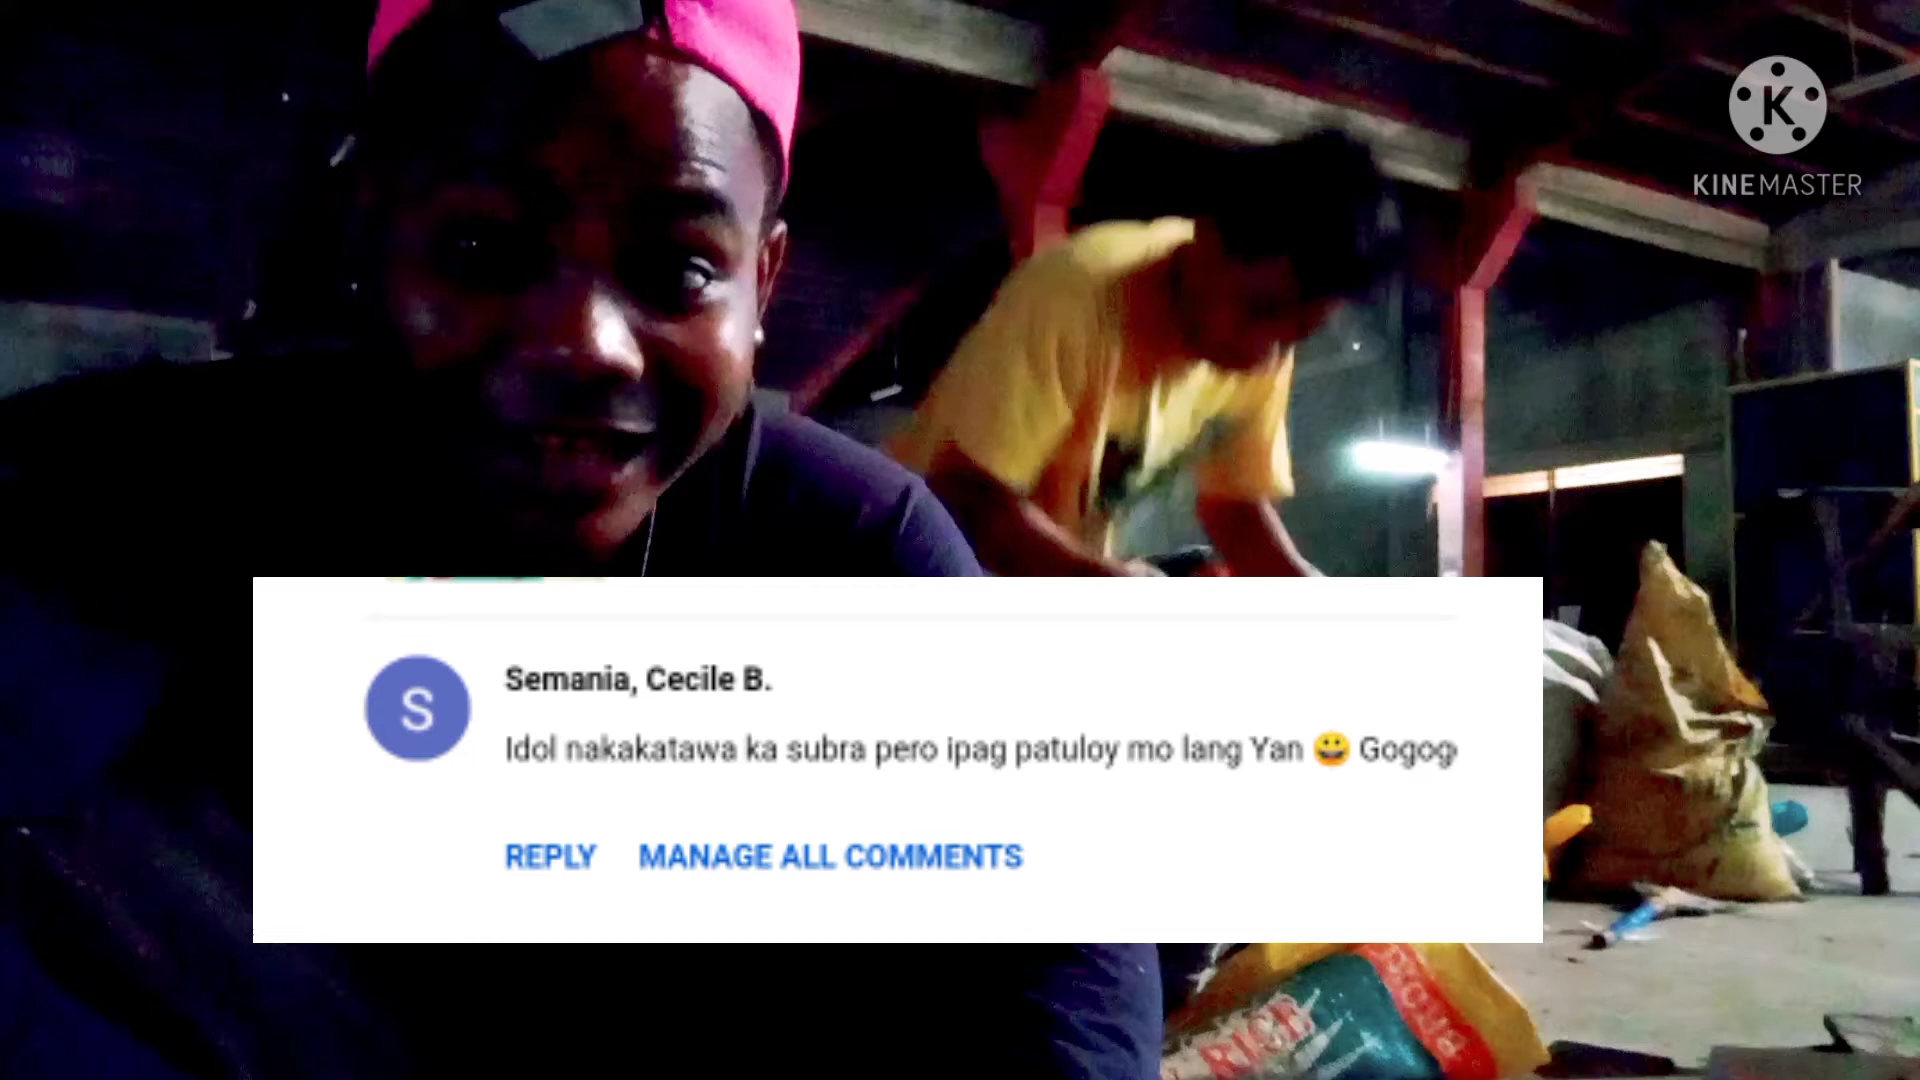 K
KINEMASTER
S
Semania, Cecile B.
Idol nakakatawa ka subra pero ipag patuloy mo lang Yan 😀 Gogog
REPLY MANAGE ALL COMMENTS
RICE